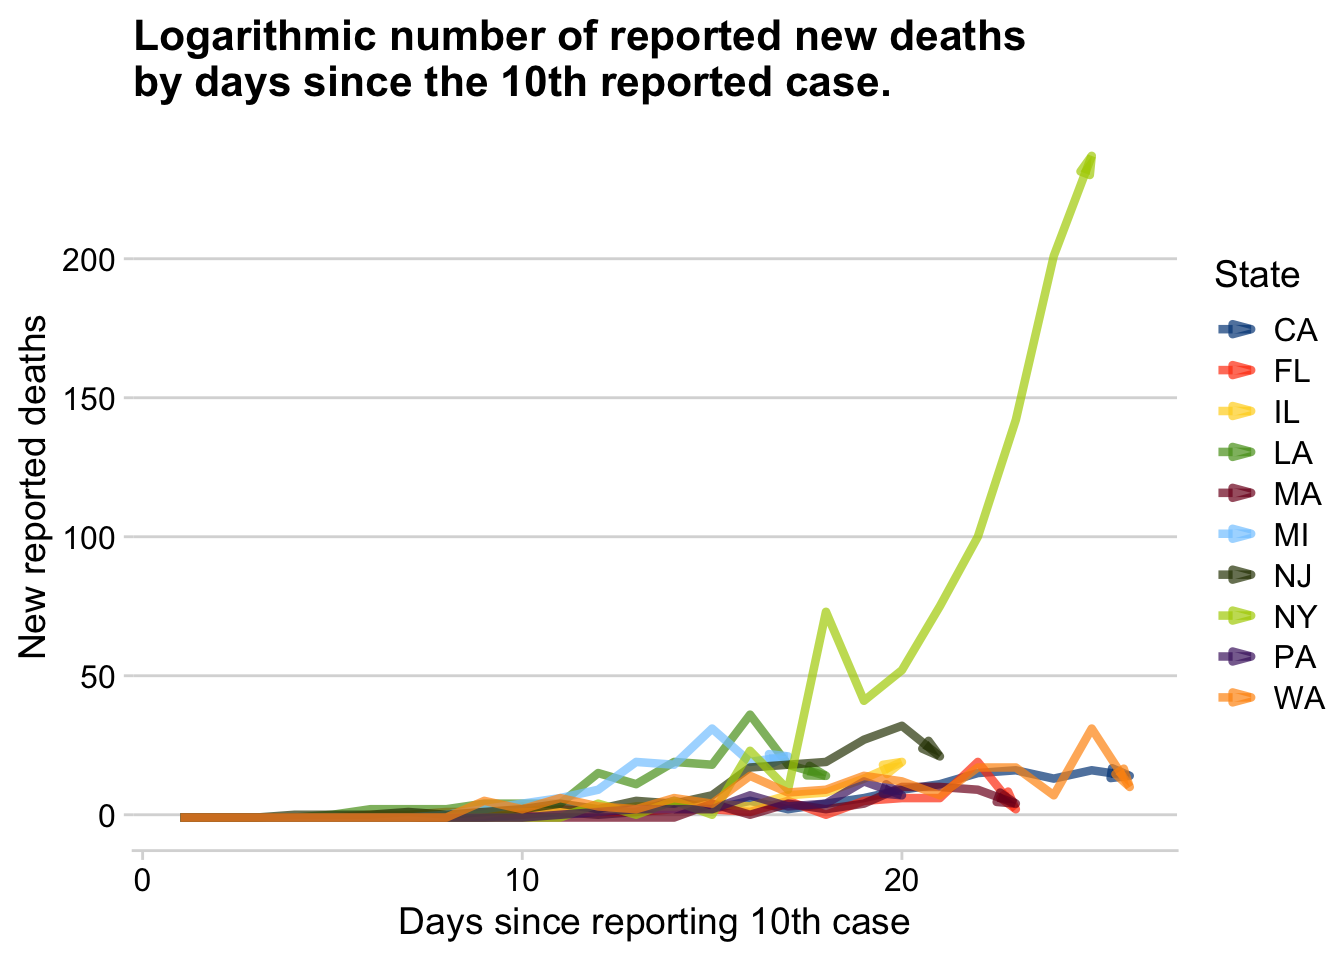 Logarithmic number of reported new deaths
by days since the 10th reported case.
New reported deaths
200
150
100
50
0
0
10
20
Days since reporting 10th case
State
CA
FL
IL
LA
MA
MI
NJ
NY
PA
WA